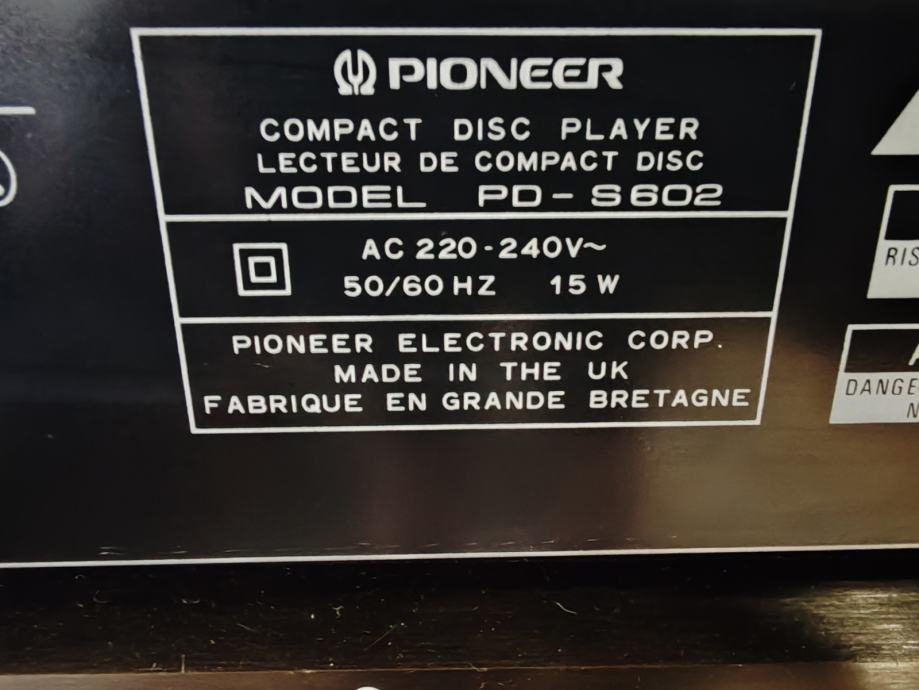 PIONEER
COMPACT DISC PLAYER
LECTEUR DE COMPACT DISC
MODEL PD-S602
AC 220-240V~
50/60 HZ 15 W
PIONEER ELECTRONIC CORP.
MADE IN THE UK
FABRIQUE EN GRANDE BRETAGNE